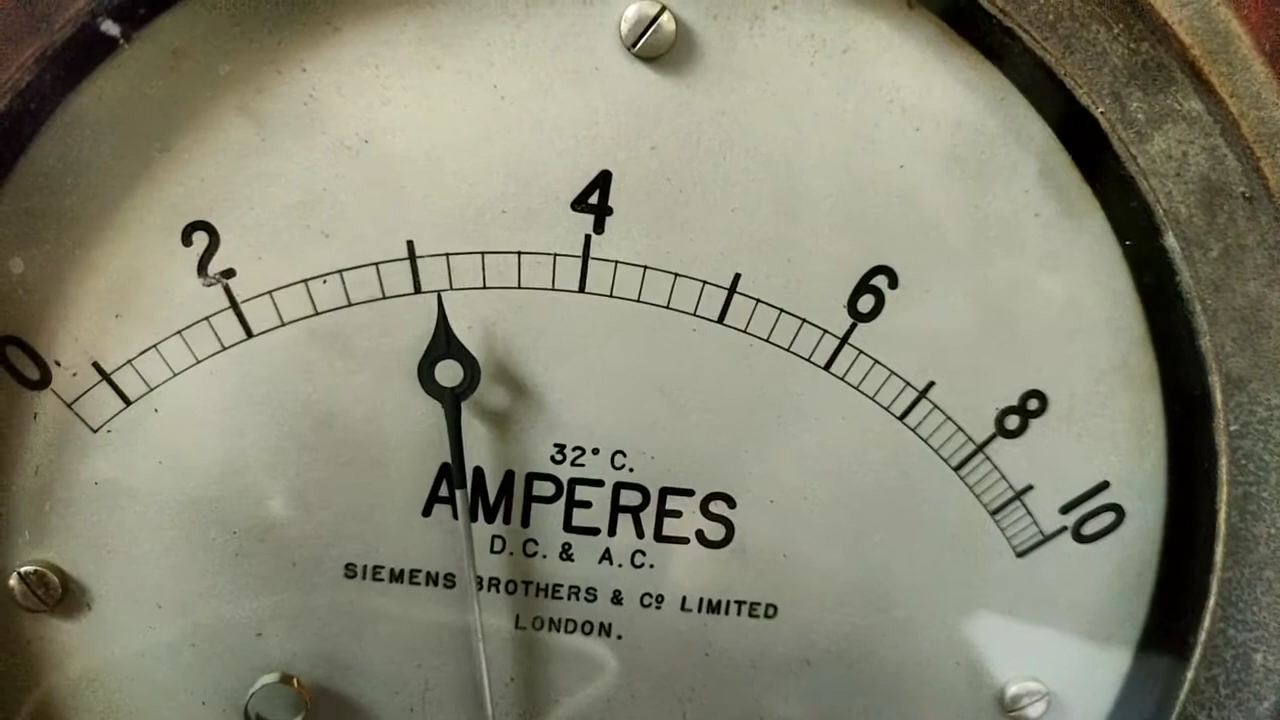 0 2 4 6 8 10
32° C.
AMPERES
D.C. & A.C.
SIEMENS BROTHERS & Cº LIMITED
LONDON.